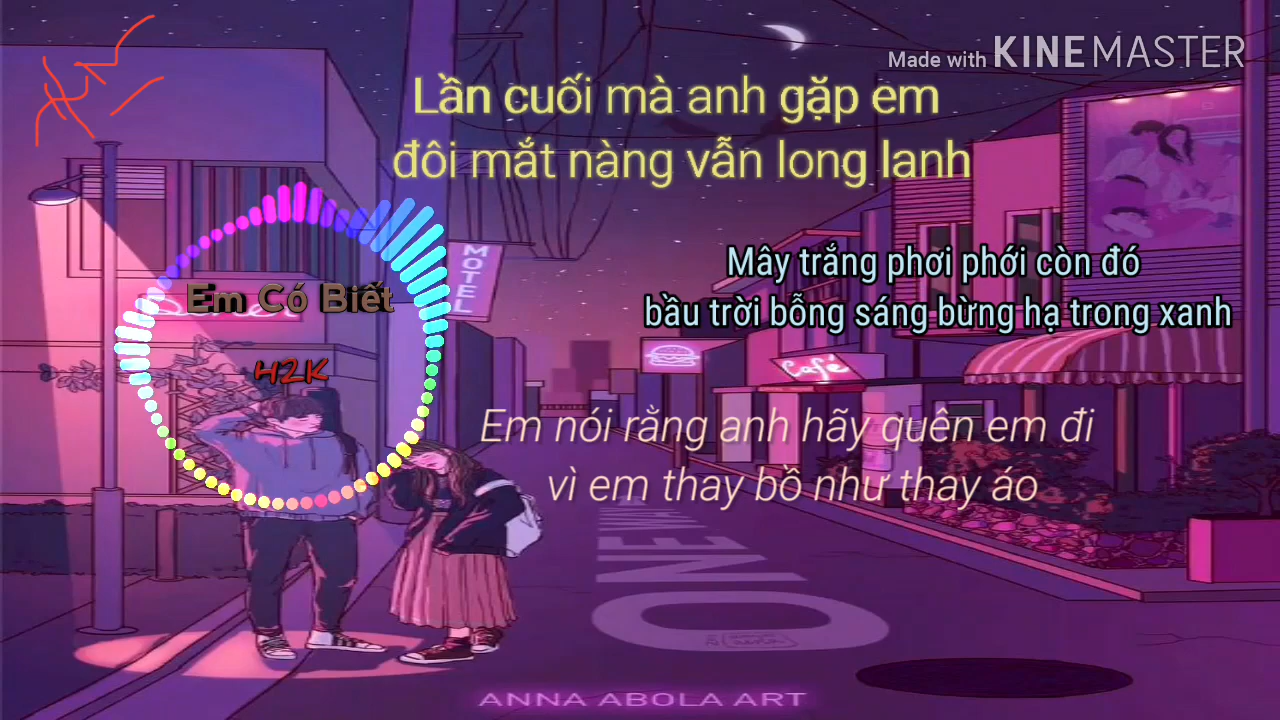 Made with KINEMASTER
Lần cuối mà anh gặp em
đôi mắt nàng vẫn long lanh
MOTEL
Mây trắng phơi phới còn đó
bầu trời bỗng sáng bừng hạ trong xanh
Em Có Biết
H2K
Café
Em nói rằng anh hãy quên em đi
vì em thay bồ như thay áo
ONE
ANNA ABOLA ART